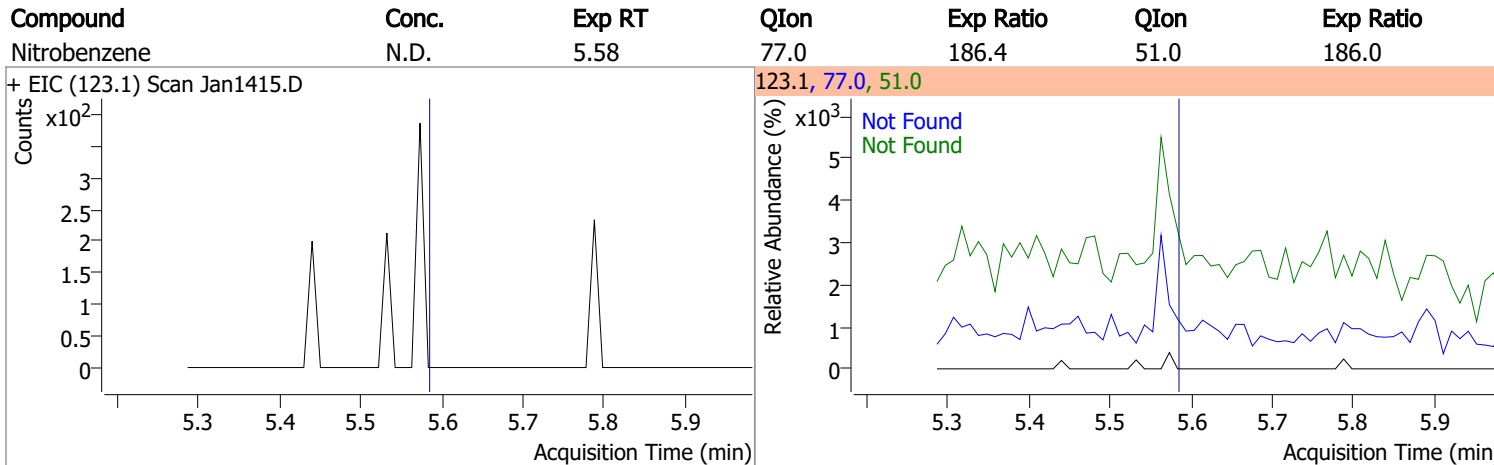 Compound Conc. Exp RT QIon Exp Ratio QIon Exp Ratio
Nitrobenzene N.D. 5.58 77.0 186.4 51.0 186.0
+ EIC (123.1) Scan Jan1415.D
Counts
x10²
3
2.5
2
1.5
1
0.5
0
5.3 5.4 5.5 5.6 5.7 5.8 5.9
Acquisition Time (min)
123.1, 77.0, 51.0
Relative Abundance (%)
x10³
Not Found
Not Found
5
4
3
2
1
0
5.3 5.4 5.5 5.6 5.7 5.8 5.9
Acquisition Time (min